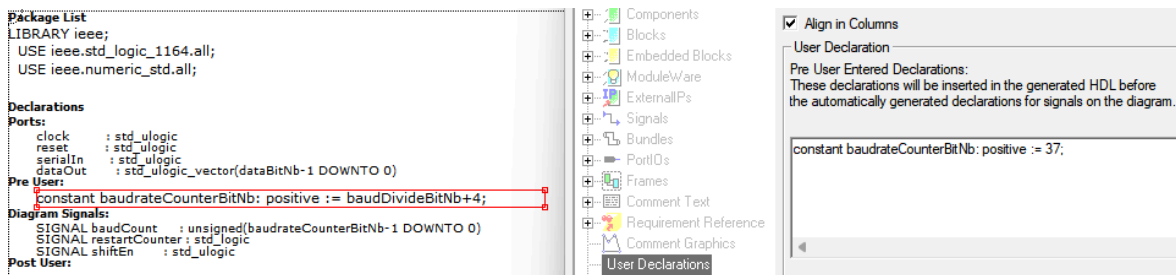 Package List
LIBRARY ieee;
USE ieee.std_logic_1164.all;
USE ieee.numeric_std.all;
Declarations
Ports:
clock : std_ulogic
reset : std_ulogic
serialIn : std_ulogic
dataOut : std_ulogic_vector(dataBitNb-1 DOWNTO 0)
Pre User:
constant baudrateCounterBitNb: positive := baudDivideBitNb+4;
Diagram Signals:
SIGNAL baudCount : unsigned(baudrateCounterBitNb-1 DOWNTO 0)
SIGNAL restartCounter : std_logic
SIGNAL shiftEn : std_ulogic
Post User:
Components
Blocks
Embedded Blocks
ModuleWare
ExternalIPs
Signals
Bundles
PortIOs
Frames
Comment Text
Requirement Reference
Comment Graphics
User Declarations
Align in Columns
User Declaration
Pre User Entered Declarations:
These declarations will be inserted in the generated HDL before
the automatically generated declarations for signals on the diagram.
constant baudrateCounterBitNb: positive := 37;